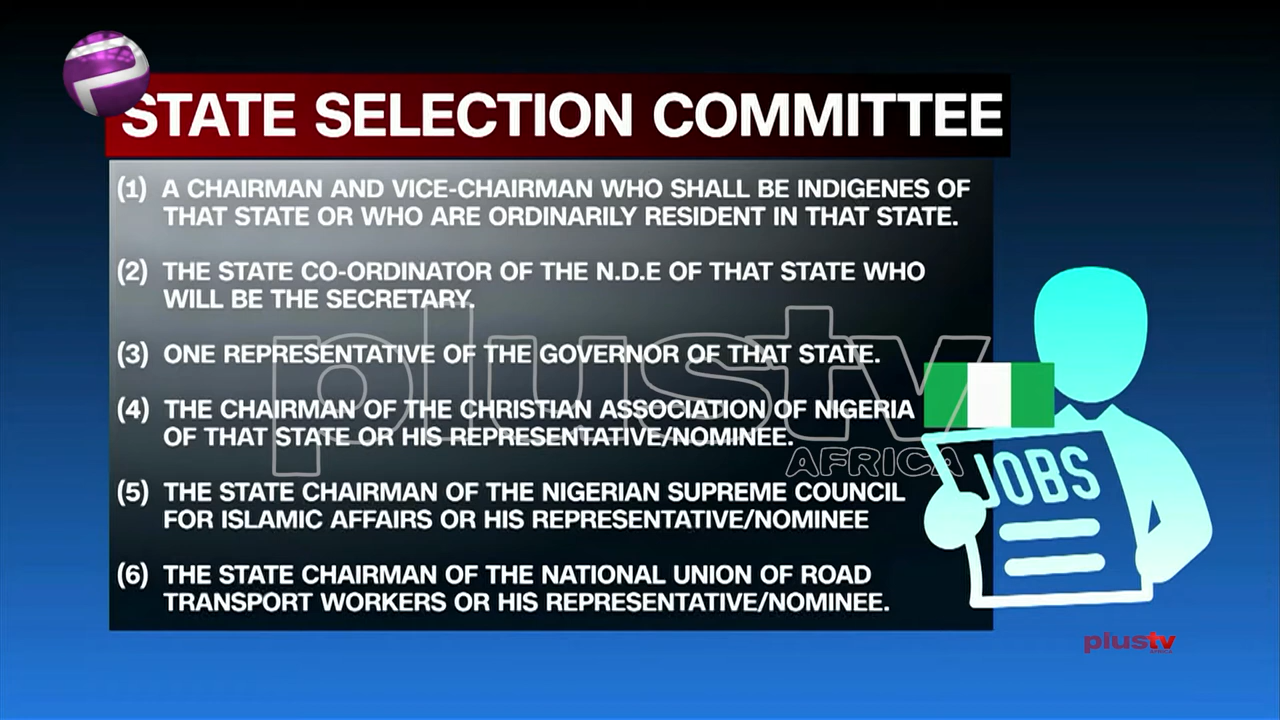 STATE SELECTION COMMITTEE
(1) A CHAIRMAN AND VICE-CHAIRMAN WHO SHALL BE INDIGENES OF
THAT STATE OR WHO ARE ORDINARILY RESIDENT IN THAT STATE.
(2) THE STATE CO-ORDINATOR OF THE N.D.E OF THAT STATE WHO
WILL BE THE SECRETARY.
(3) ONE REPRESENTATIVE OF THE GOVERNOR OF THAT STATE.
(4) THE CHAIRMAN OF THE CHRISTIAN ASSOCIATION OF NIGERIA
OF THAT STATE OR HIS REPRESENTATIVE/NOMINEE.
(5) THE STATE CHAIRMAN OF THE NIGERIAN SUPREME COUNCIL
FOR ISLAMIC AFFAIRS OR HIS REPRESENTATIVE/NOMINEE
(6) THE STATE CHAIRMAN OF THE NATIONAL UNION OF ROAD
TRANSPORT WORKERS OR HIS REPRESENTATIVE/NOMINEE.
plustv
AFRICA
JOBS
plustv
AFRICA